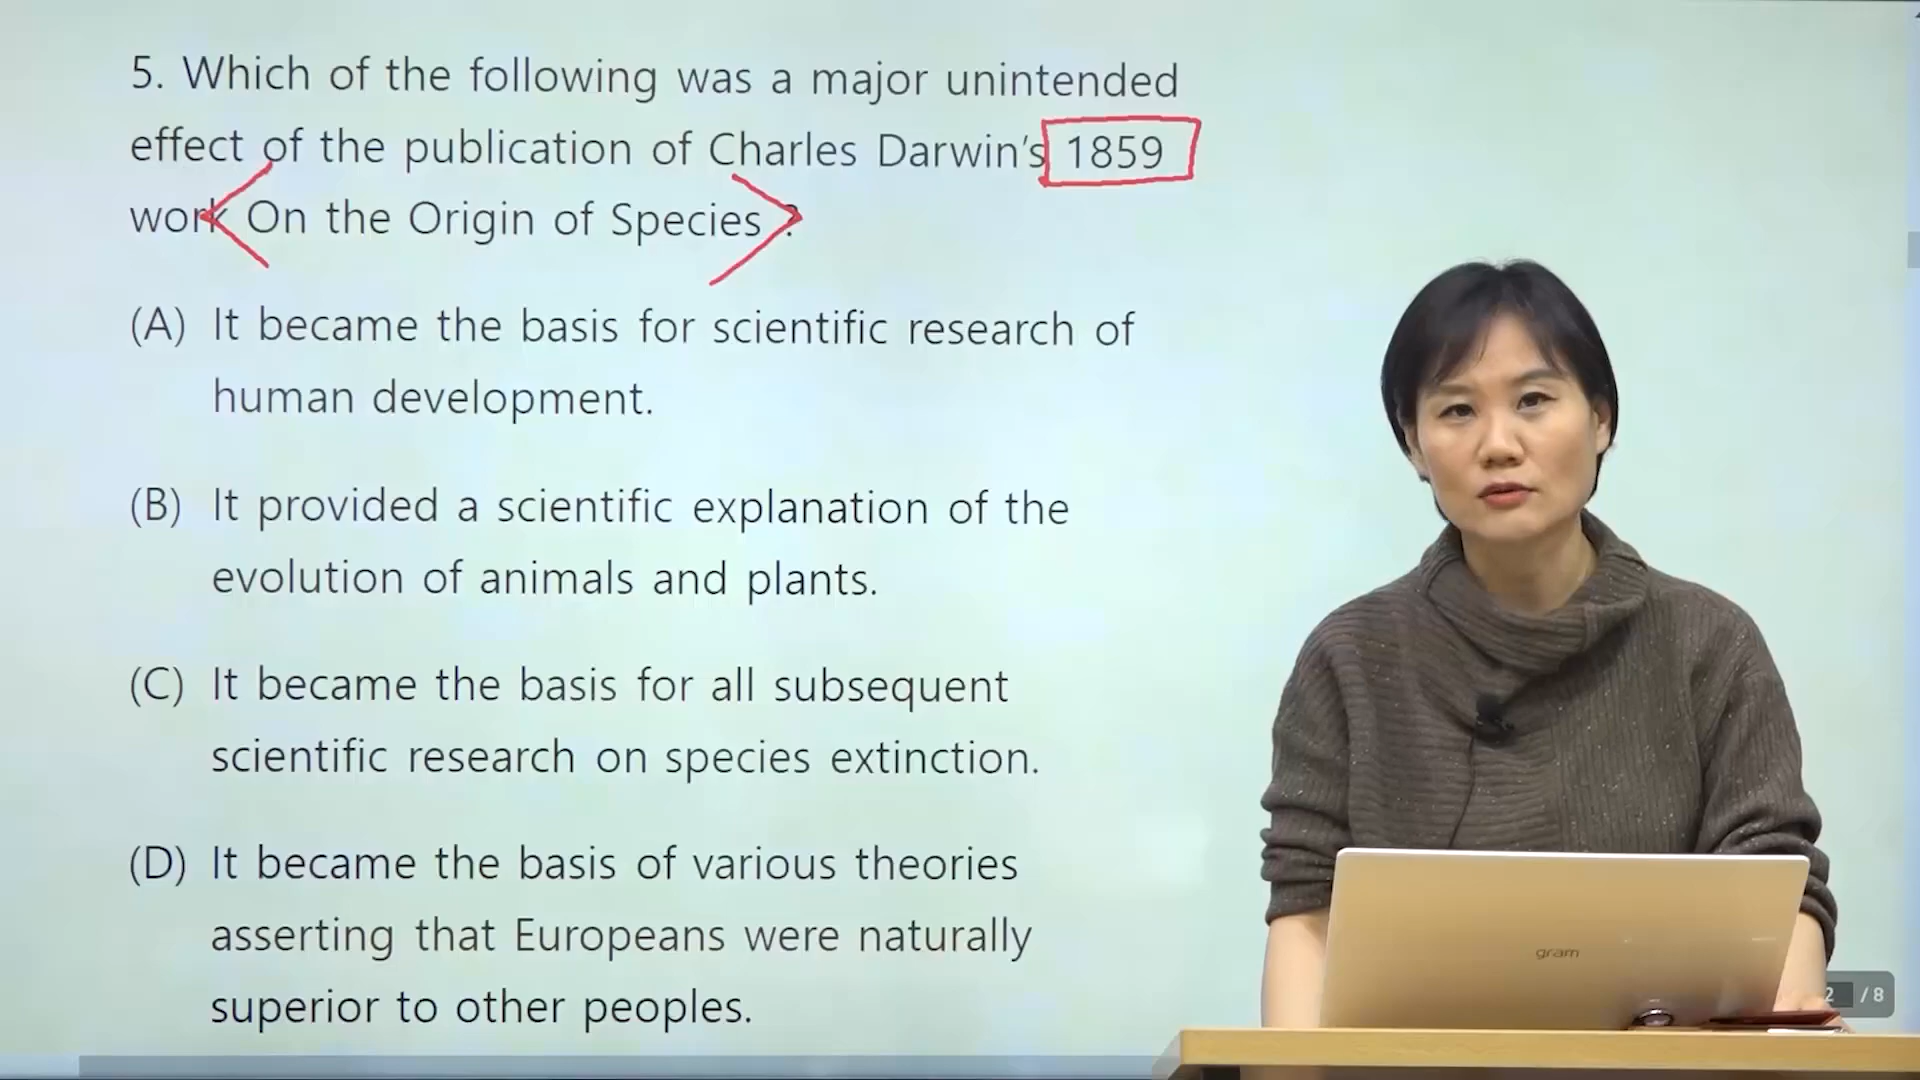 5. Which of the following was a major unintended
effect of the publication of Charles Darwin's 1859
work On the Origin of Species ?
(A) It became the basis for scientific research of
human development.
(B) It provided a scientific explanation of the
evolution of animals and plants.
(C) It became the basis for all subsequent
scientific research on species extinction.
(D) It became the basis of various theories
asserting that Europeans were naturally
superior to other peoples.
gram
2 / 8